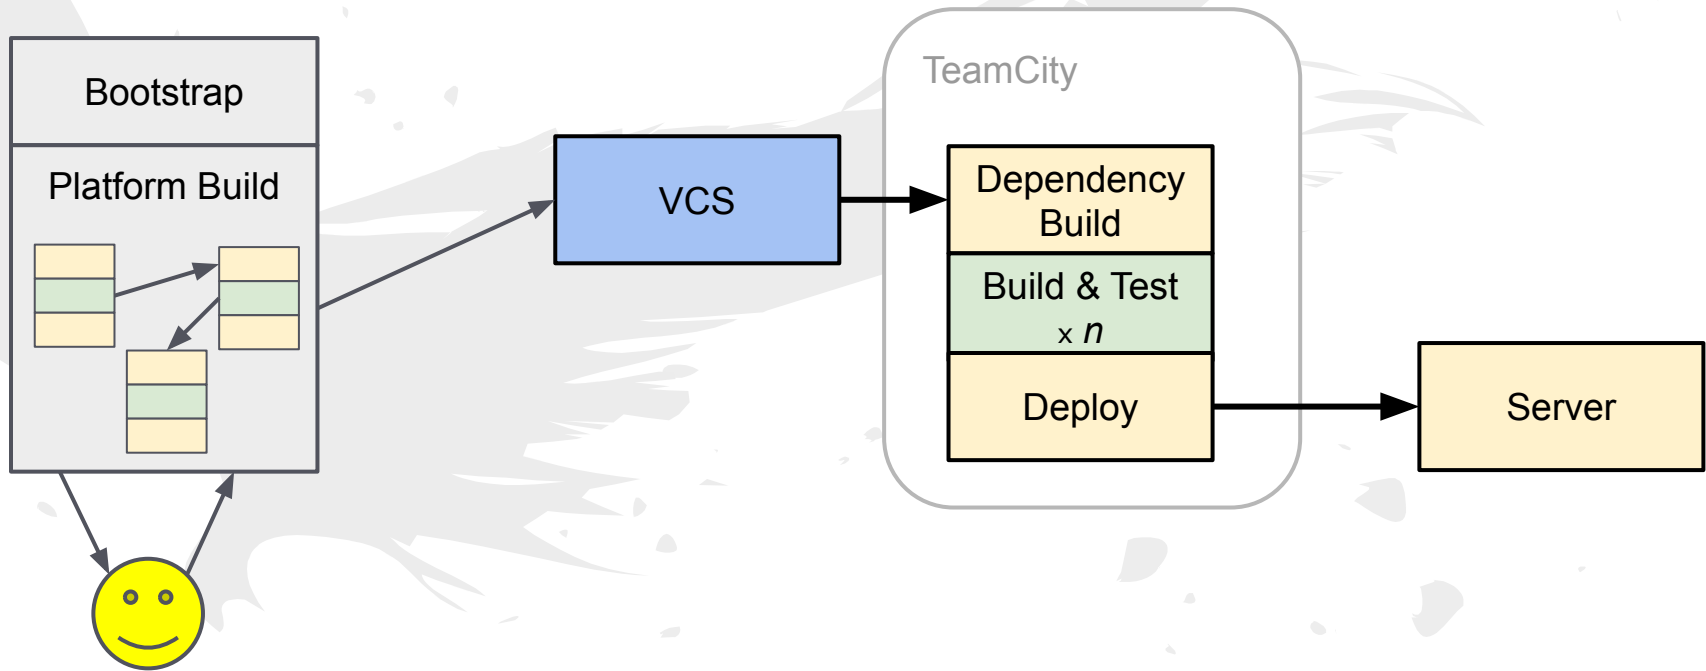 Bootstrap
Platform Build
VCS
TeamCity
Dependency
Build
Build & Test
x n
Deploy
Server